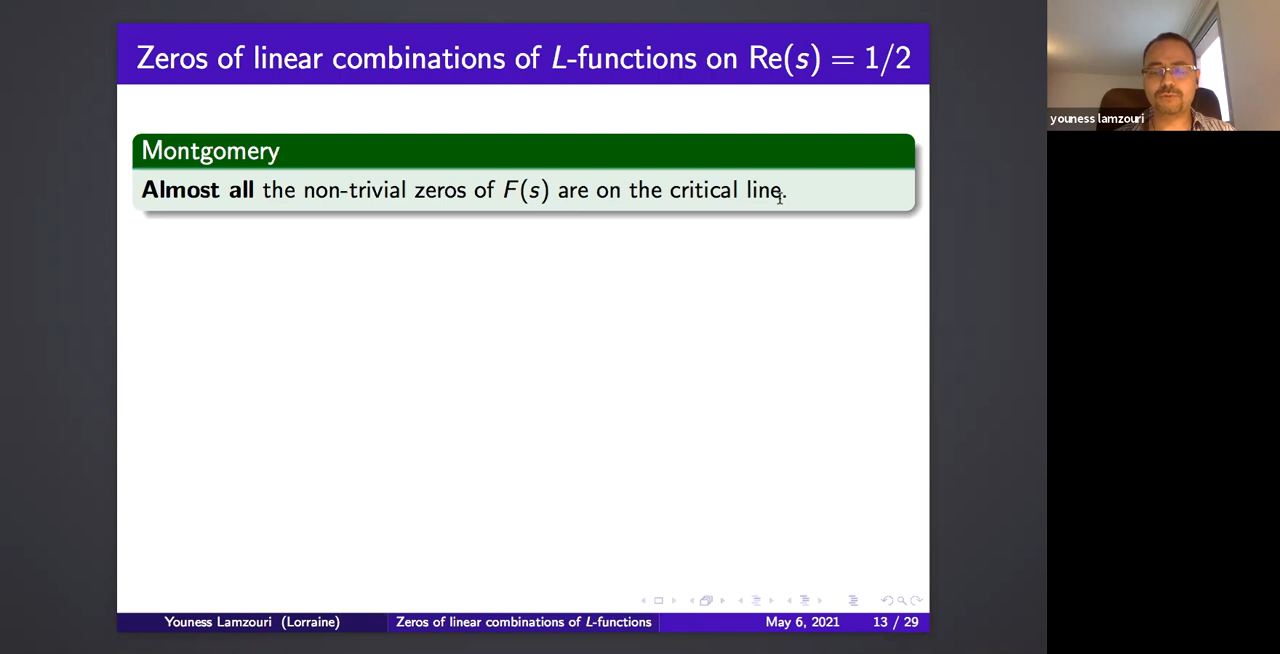 Zeros of linear combinations of L-functions on Re(s) = 1/2
youness lamzouri
Montgomery
Almost all the non-trivial zeros of F(s) are on the critical line.
Youness Lamzouri (Lorraine) Zeros of linear combinations of L-functions May 6, 2021 13 / 29